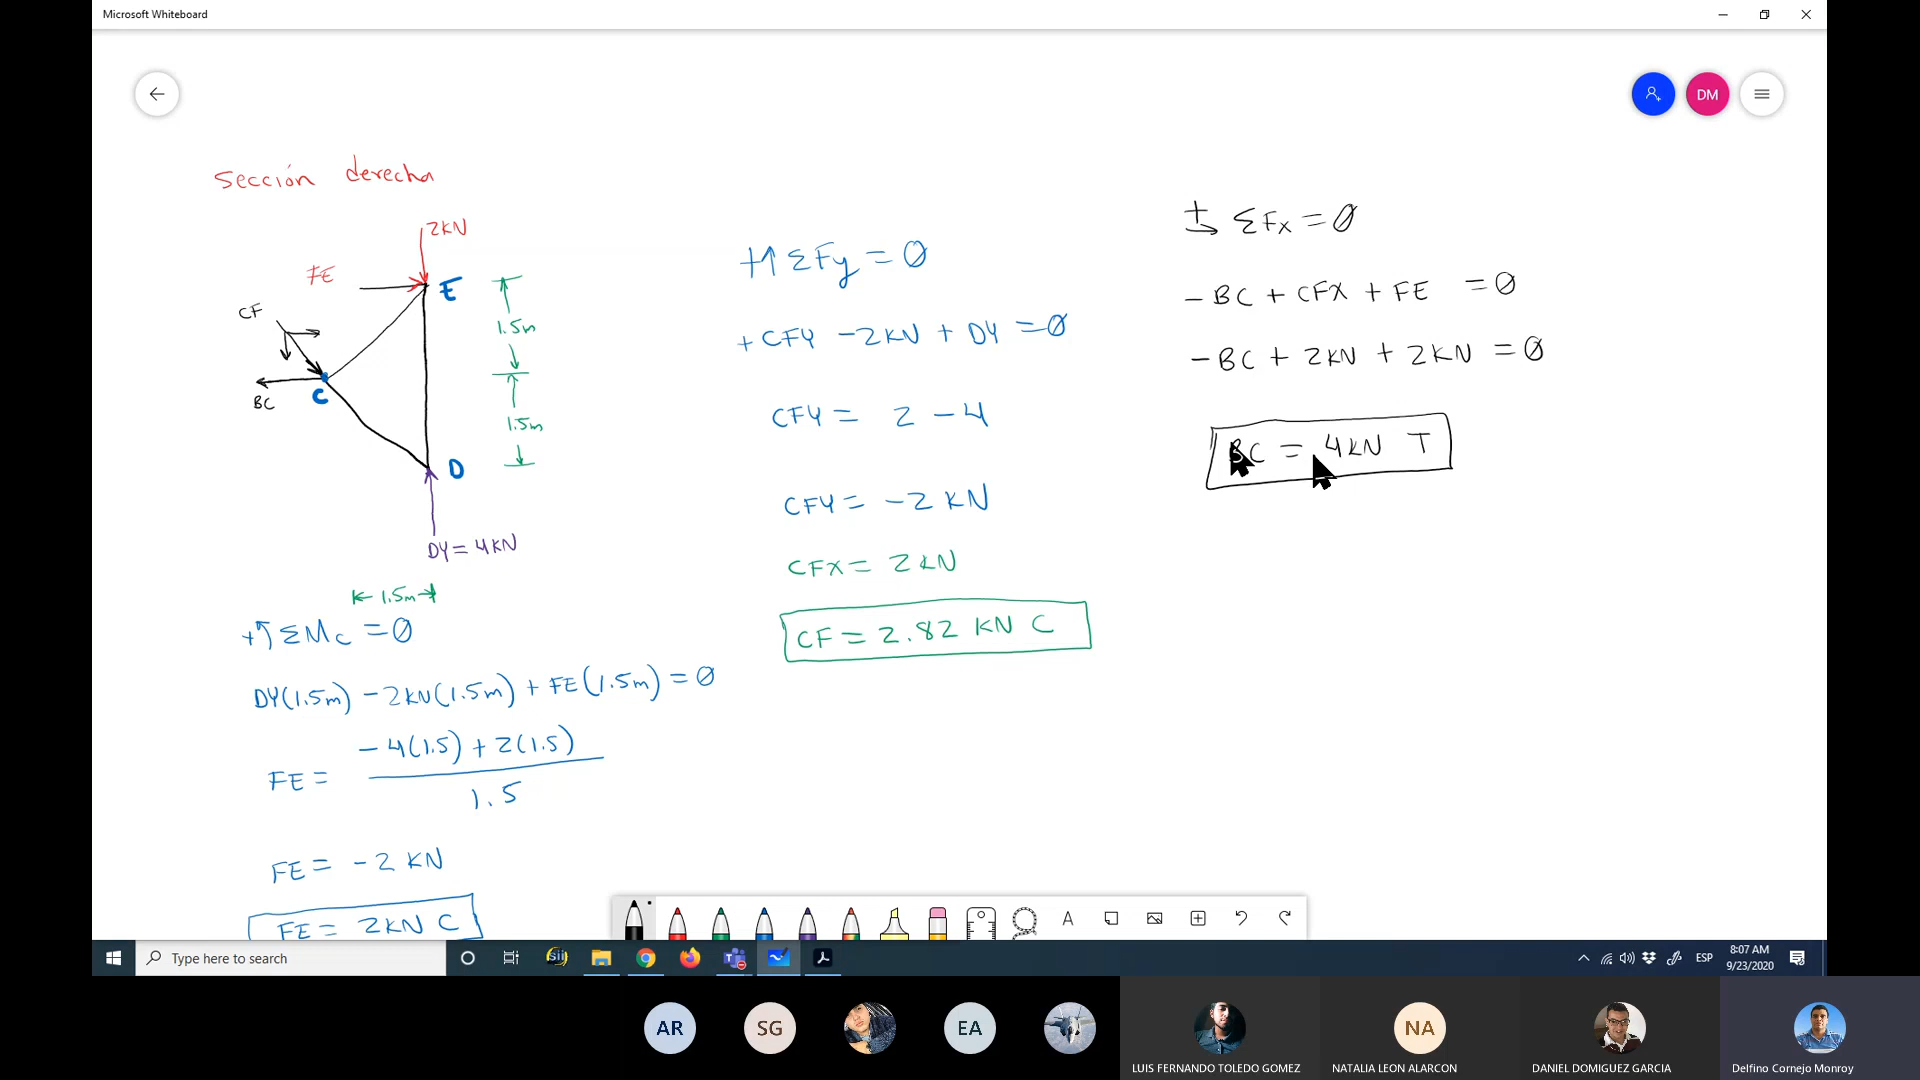 Microsoft Whiteboard
DM
Sección derecha
2KN
FE
E
CF
1.5m
C
BC
1.5m
D
DY = 4KN
1.5m
+↑ ΣMc = 0
DY(1.5m) - 2KN(1.5m) + FE(1.5m) = 0
FE = -4(1.5) + 2(1.5)
1.5
FE = -2 KN
FE = 2KN C
+↑ ΣFy = 0
+ CFY - 2KN + DY = 0
CFY = 2 - 4
CFY = -2 KN
CFX = 2 KN
CF = 2.82 KN C
+→ ΣFx = 0
- BC + CFX + FE = 0
- BC + 2KN + 2KN = 0
BC = 4KN T
A
Type here to search
sii
ESP
8:07 AM
9/23/2020
AR
SG
EA
NA
LUIS FERNANDO TOLEDO GOMEZ
NATALIA LEON ALARCON
DANIEL DOMIGUEZ GARCIA
Delfino Cornejo Monroy